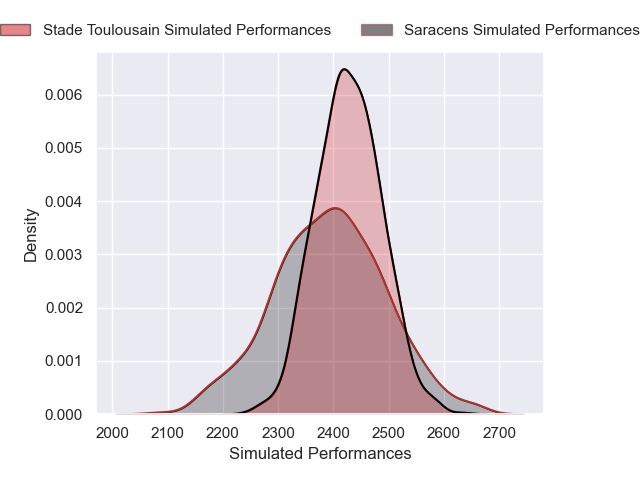 Stade Toulousain Simulated Performances
Saracens Simulated Performances
0.006
0.005
0.004
0.003
0.002
0.001
0.000
Density
2000 2100 2200 2300 2400 2500 2600 2700
Simulated Performances